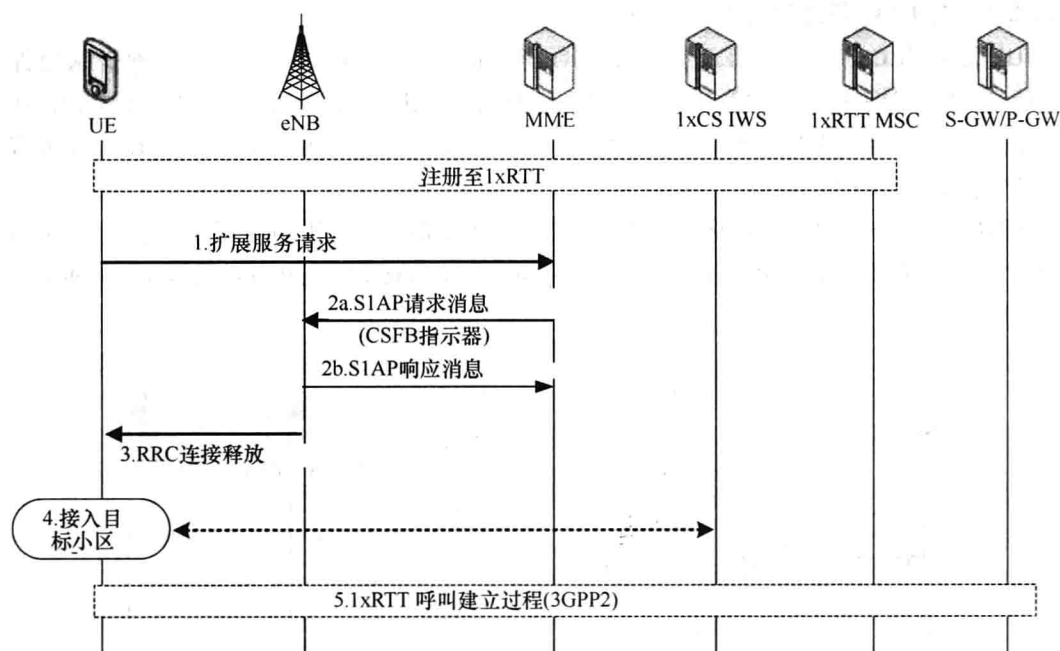 UE
eNB
MME
1xCS IWS
1xRTT MSC
S-GW/P-GW
注册至1xRTT
1.扩展服务请求
2a.S1AP请求消息
(CSFB指示器)
2b.S1AP响应消息
3.RRC连接释放
4.接入目
标小区
5.1xRTT 呼叫建立过程(3GPP2)